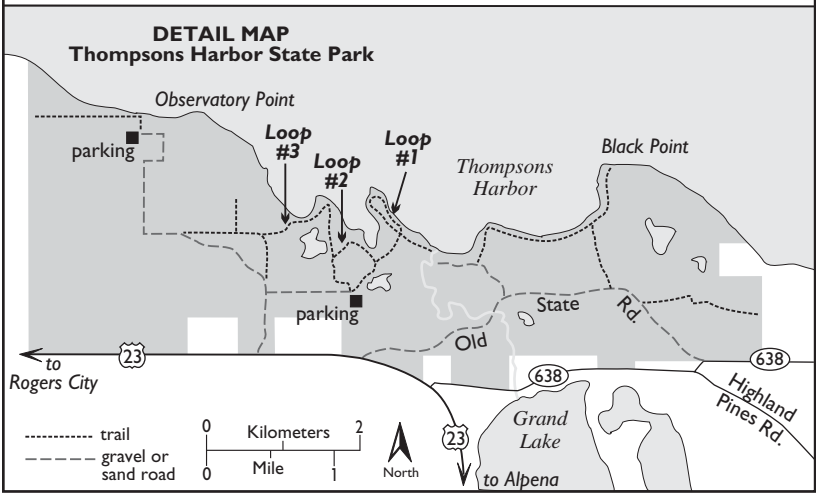 DETAIL MAP
Thompsons Harbor State Park
Observatory Point
parking
Loop
#3
Loop
#2
Loop
#1
Thompsons
Harbor
Black Point
parking
Old
State
Rd.
to
Rogers City
23
638
638
Highland
Pines Rd.
Grand
Lake
23
to Alpena
trail
gravel or
sand road
0
Kilometers
2
0
Mile
1
North